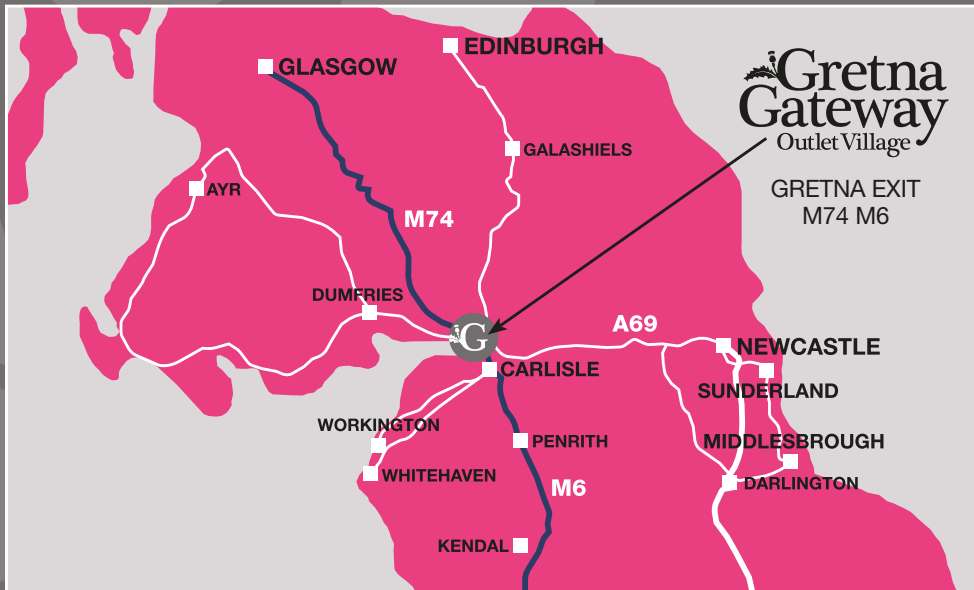 EDINBURGH
GLASGOW
Gretna
Gateway
Outlet Village
GALASHIELS
AYR
GRETNA EXIT
M74 M6
M74
DUMFRIES
A69
G
NEWCASTLE
CARLISLE
SUNDERLAND
WORKINGTON
PENRITH
MIDDLESBROUGH
WHITEHAVEN
M6
DARLINGTON
KENDAL